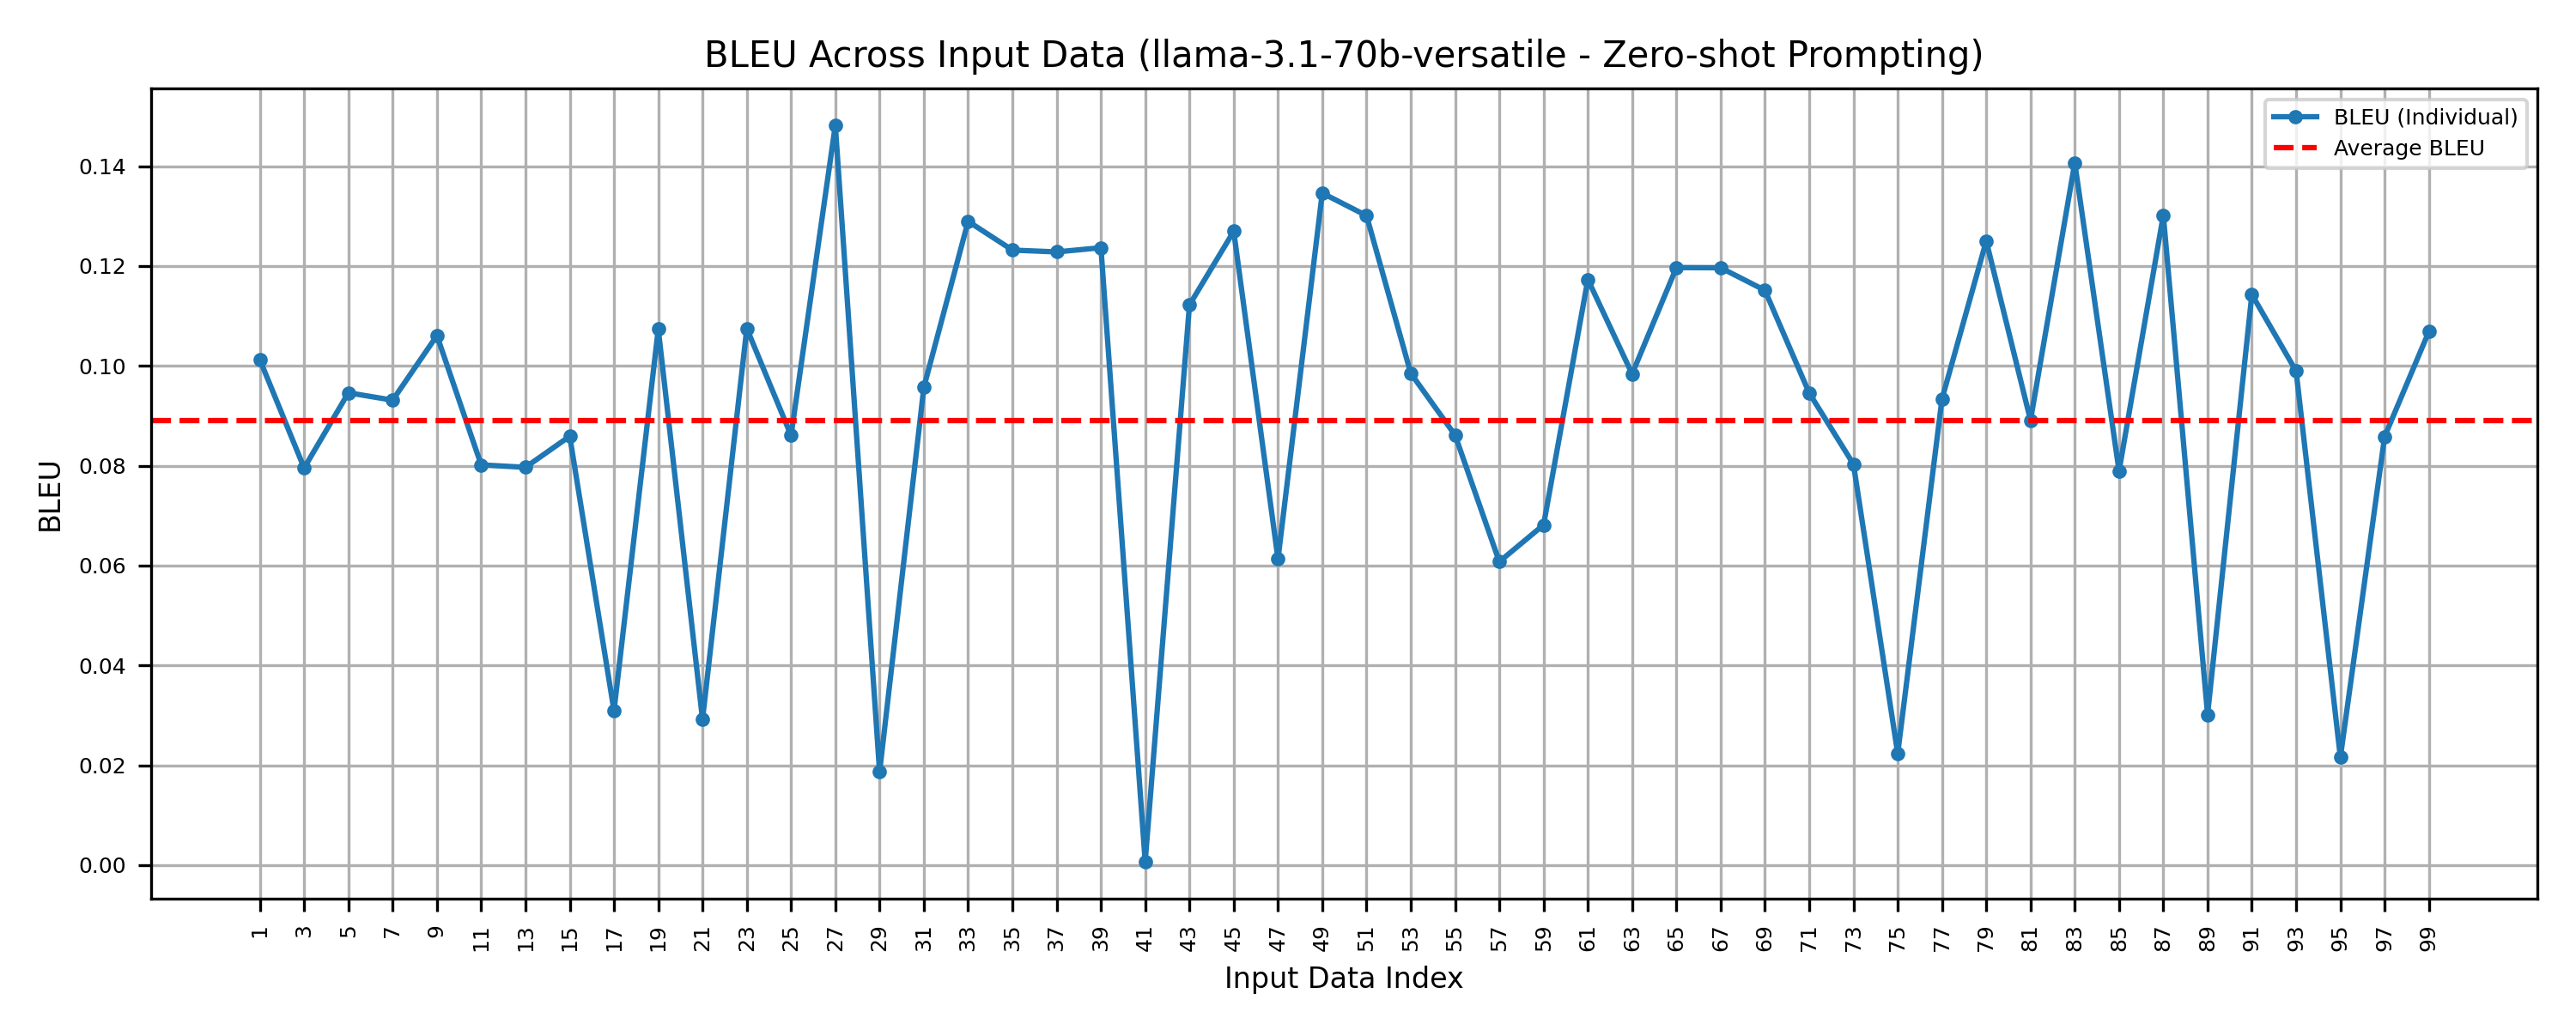 BLEU Across Input Data (llama-3.1-70b-versatile - Zero-shot Prompting)
BLEU (Individual)
Average BLEU
0.14
0.12
0.10
0.08
0.06
0.04
0.02
0.00
BLEU
1 3 5 7 9 11 13 15 17 19 21 23 25 27 29 31 33 35 37 39 41 43 45 47 49 51 53 55 57 59 61 63 65 67 69 71 73 75 77 79 81 83 85 87 89 91 93 95 97 99
Input Data Index